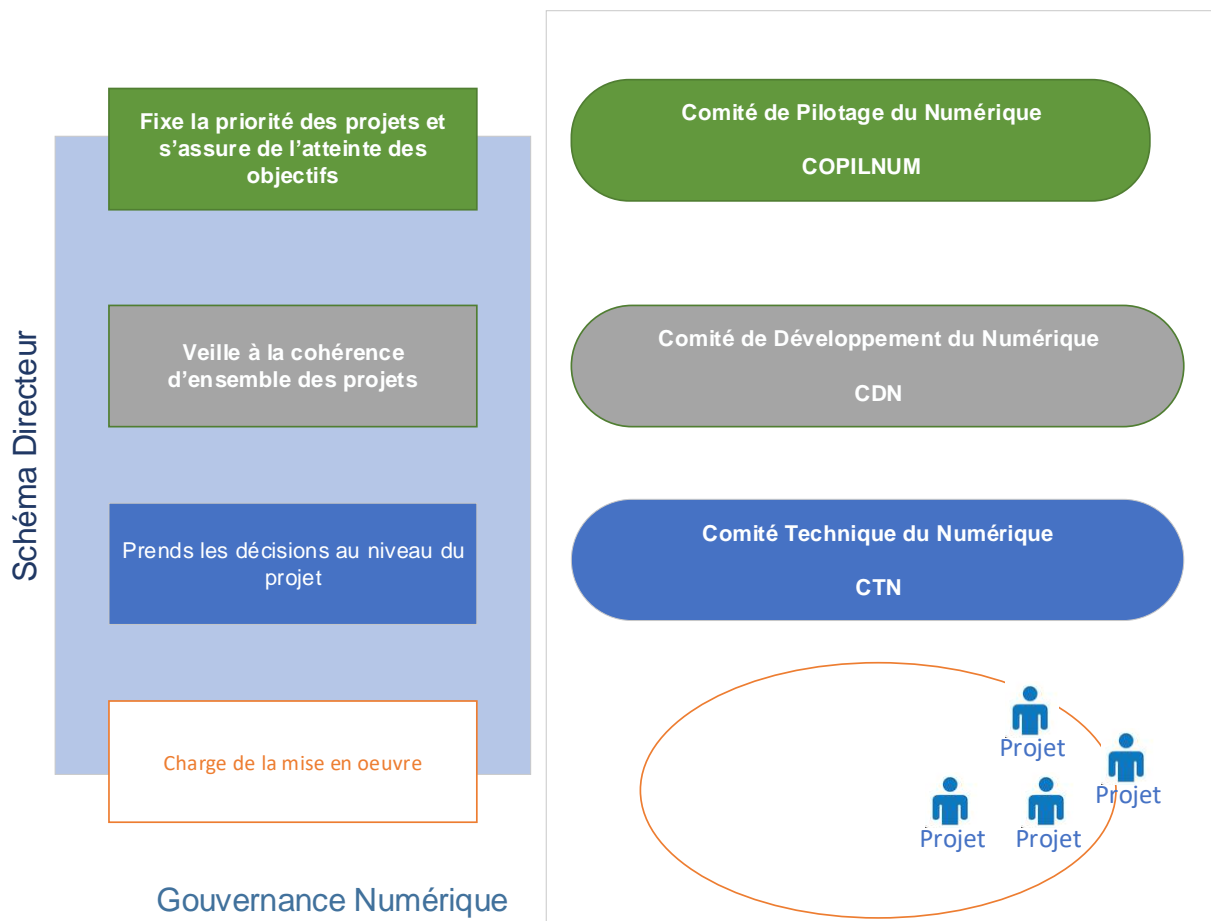 Fixe la priorité des projets et
s’assure de l’atteinte des
objectifs
Comité de Pilotage du Numérique
COPILNUM
Veille à la cohérence
d’ensemble des projets
Comité de Développement du Numérique
CDN
Schéma Directeur
Prends les décisions au niveau du
projet
Comité Technique du Numérique
CTN
Charge de la mise en oeuvre
Projet
Projet
Projet
Projet
Gouvernance Numérique